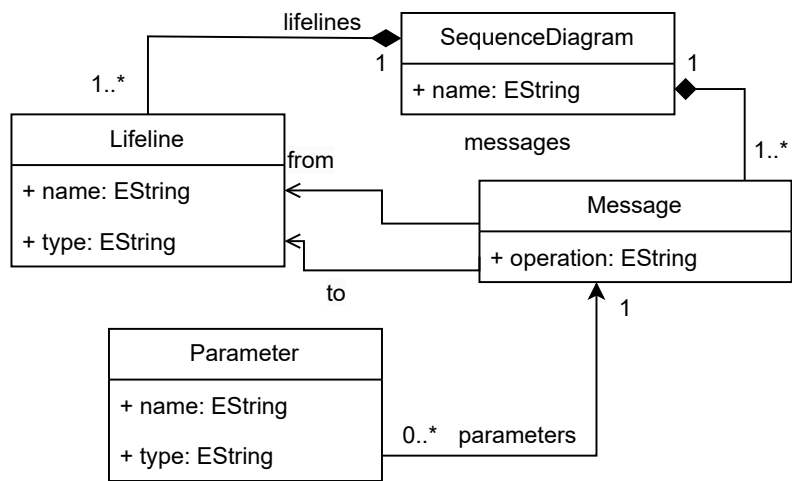 lifelines
SequenceDiagram
1
1
+ name: EString
1..*
Lifeline
messages
1..*
from
+ name: EString
Message
+ type: EString
+ operation: EString
to
1
Parameter
+ name: EString
0..* parameters
+ type: EString